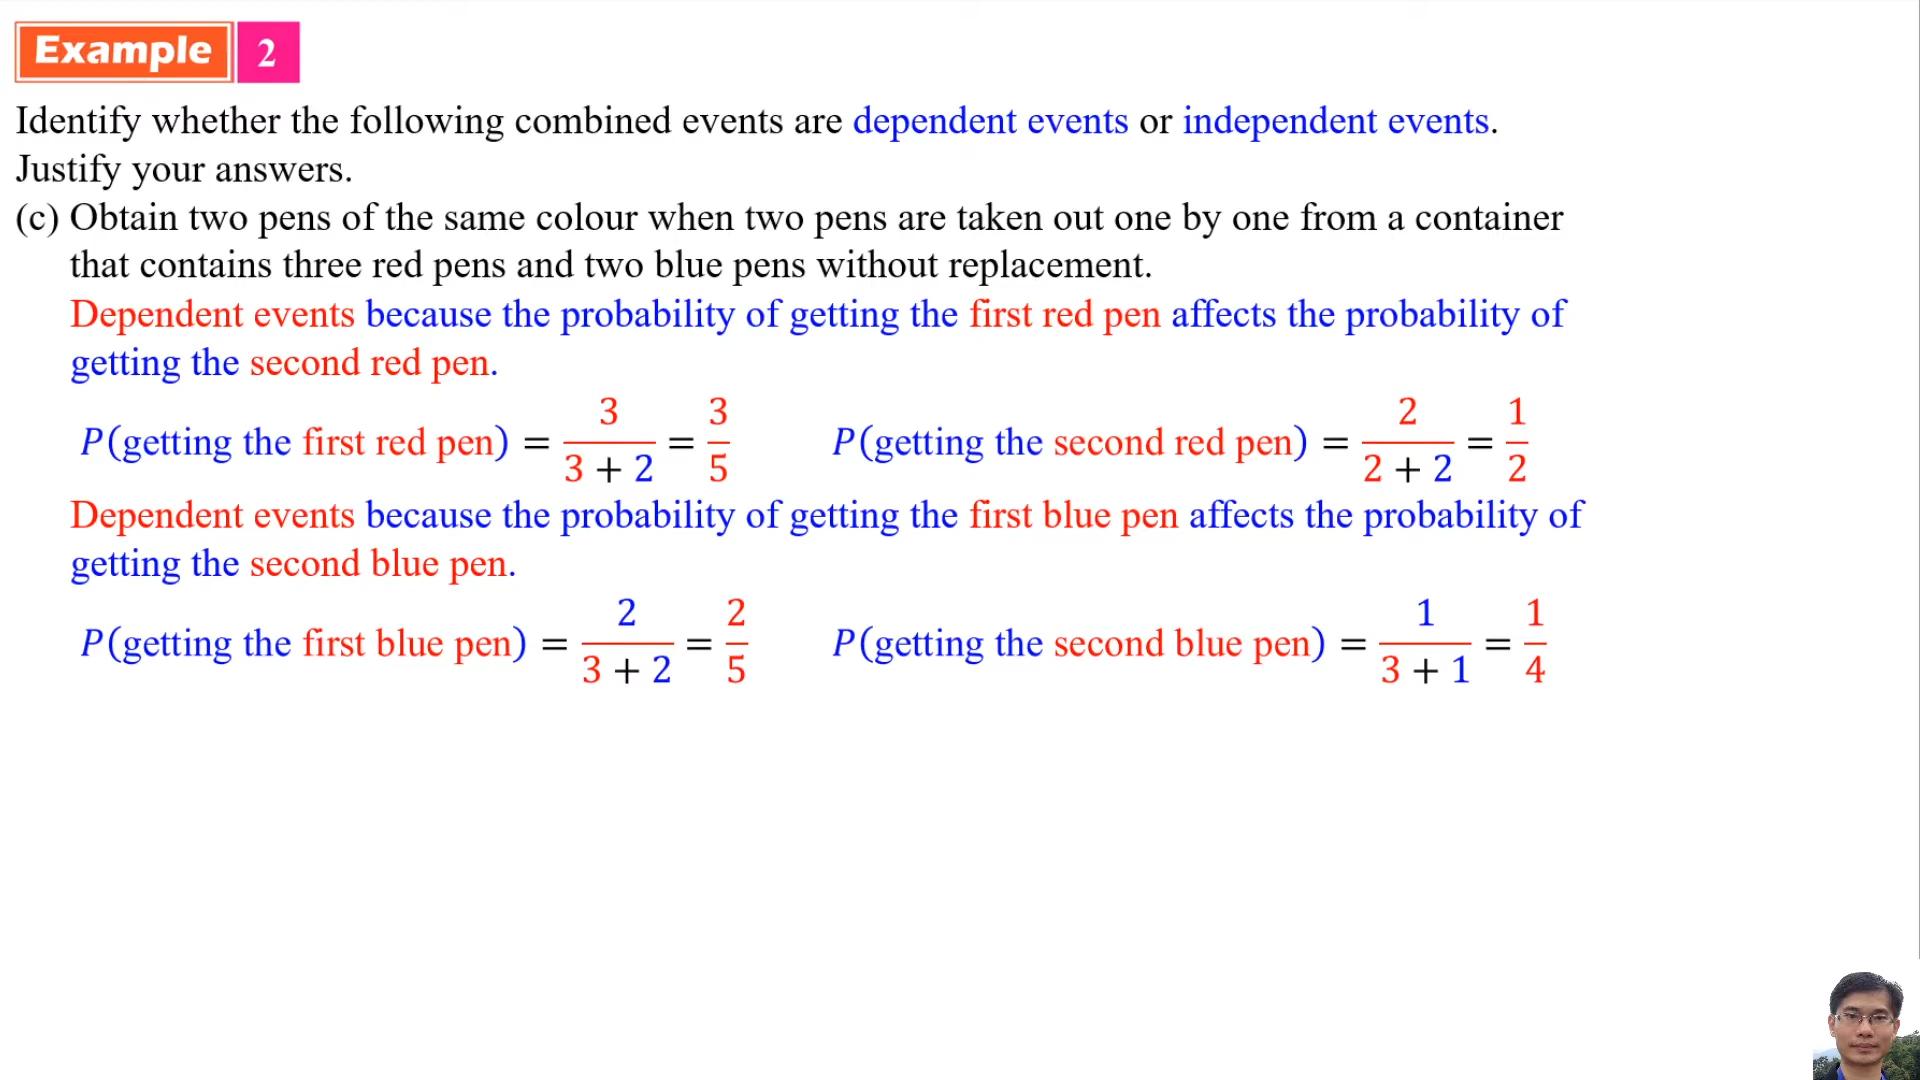 Example 2
Identify whether the following combined events are dependent events or independent events.
Justify your answers.
(c) Obtain two pens of the same colour when two pens are taken out one by one from a container
that contains three red pens and two blue pens without replacement.
Dependent events because the probability of getting the first red pen affects the probability of
getting the second red pen.
P(getting the first red pen) = 3/(3 + 2) = 3/5 P(getting the second red pen) = 2/(2 + 2) = 1/2
Dependent events because the probability of getting the first blue pen affects the probability of
getting the second blue pen.
P(getting the first blue pen) = 2/(3 + 2) = 2/5 P(getting the second blue pen) = 1/(3 + 1) = 1/4